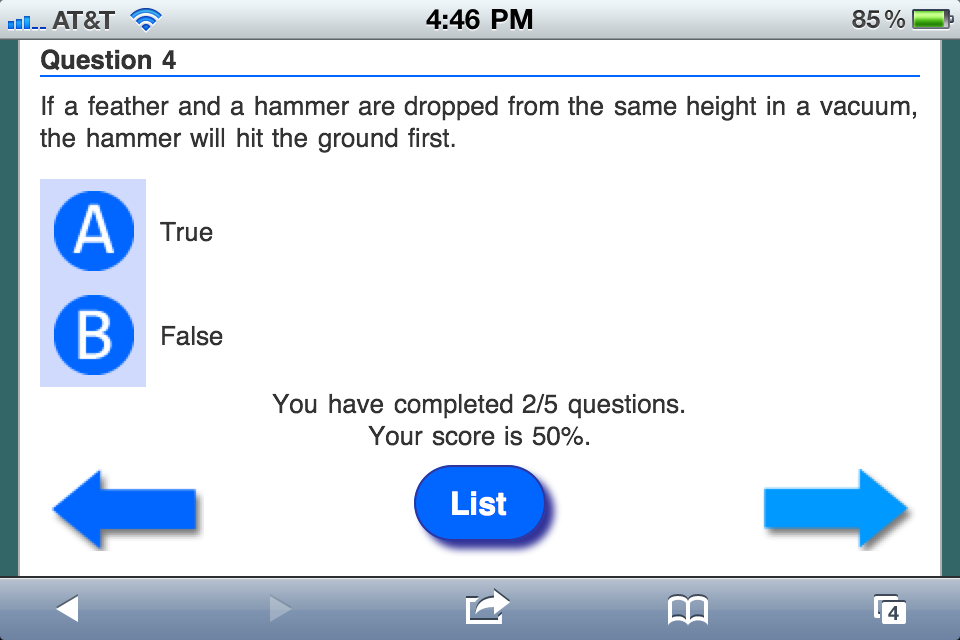 AT&T 4:46 PM 85%
Question 4
If a feather and a hammer are dropped from the same height in a vacuum,
the hammer will hit the ground first.
A True
B False
You have completed 2/5 questions.
Your score is 50%.
List
4